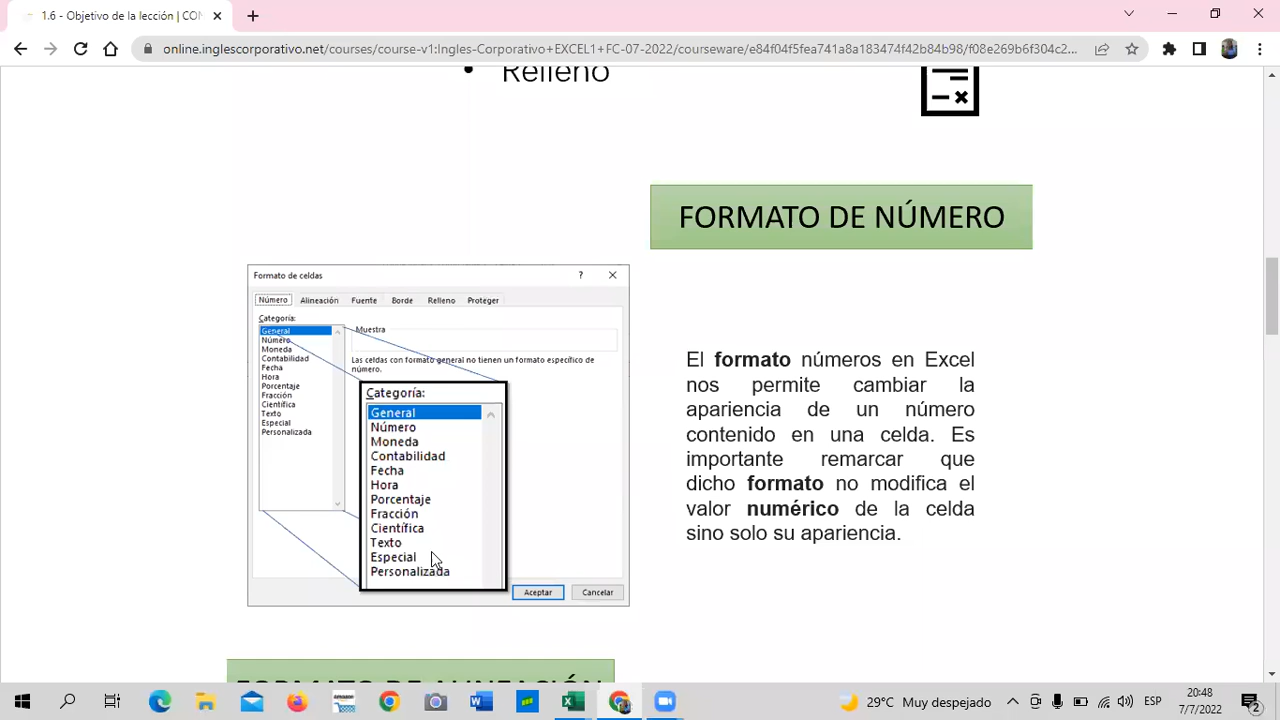 1.6 - Objetivo de la lección | CON
online.inglescorporativo.net/courses/course-v1:Ingles-Corporativo+EXCEL1+FC-07-2022/courseware/e84f04f5fea741a8a183474f42b84b98/f08e269b6f304c2...
• Relleno
FORMATO DE NÚMERO
Formato de celdas
?
Número Alineación Fuente Borde Relleno Proteger
Categoría:
General
Número
Moneda
Contabilidad
Fecha
Hora
Porcentaje
Fracción
Científica
Texto
Especial
Personalizada
Muestra
Las celdas con formato general no tienen un formato específico de
número.
Categoría:
General
Número
Moneda
Contabilidad
Fecha
Hora
Porcentaje
Fracción
Científica
Texto
Especial
Personalizada
Aceptar Cancelar
El formato números en Excel
nos permite cambiar la
apariencia de un número
contenido en una celda. Es
importante remarcar que
dicho formato no modifica el
valor numérico de la celda
sino solo su apariencia.
FORMATO DE ALINEACIÓN
29°C Muy despejado
ESP
20:48
7/7/2022
2